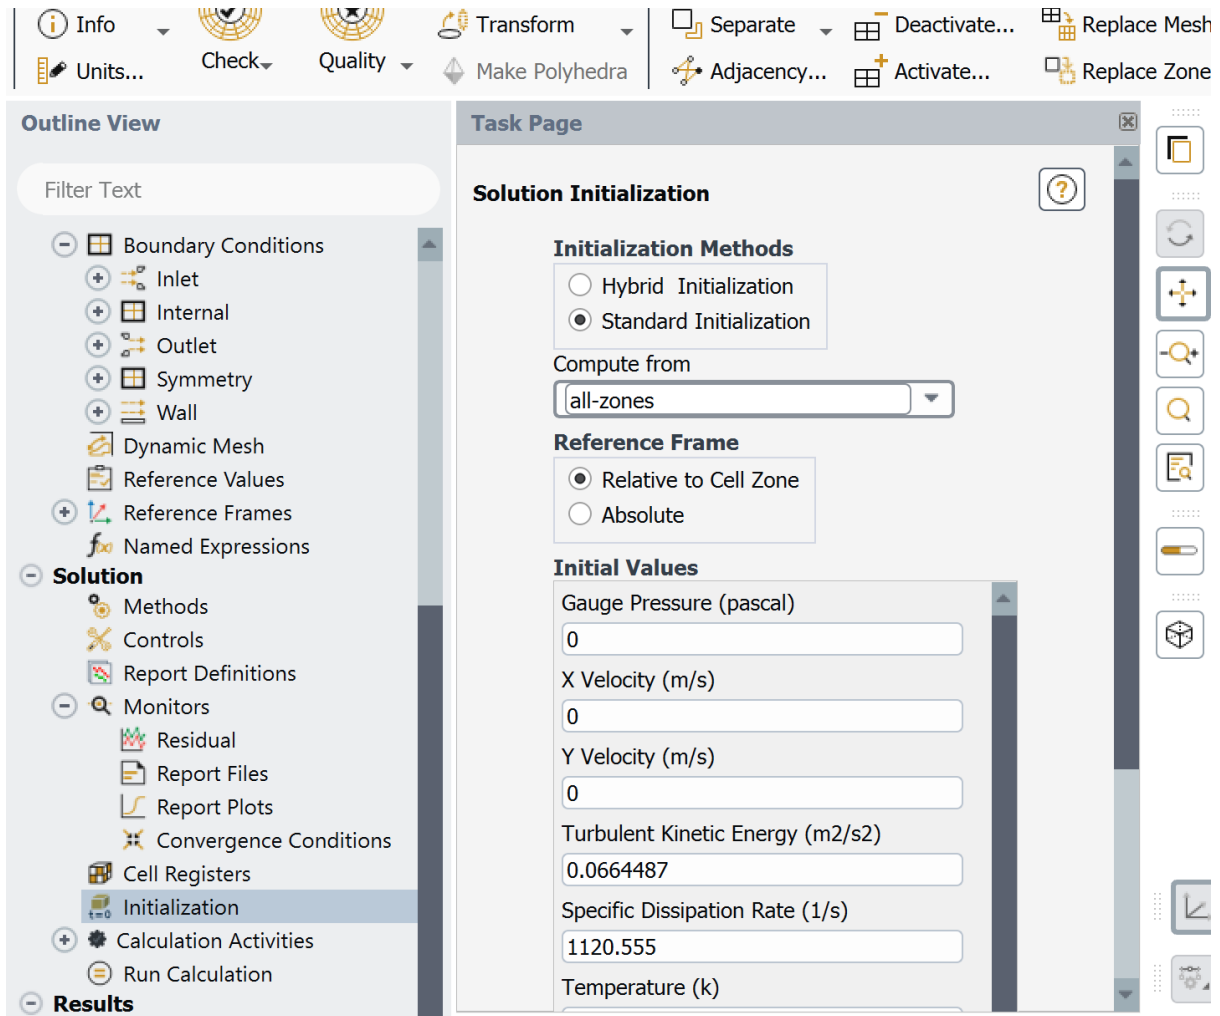 Info
Units...
Check
Quality
Transform
Make Polyhedra
Separate
Adjacency...
Deactivate...
Activate...
Replace Mesh
Replace Zone
Outline View
Filter Text
Boundary Conditions
Inlet
Internal
Outlet
Symmetry
Wall
Dynamic Mesh
Reference Values
Reference Frames
Named Expressions
Solution
Methods
Controls
Report Definitions
Monitors
Residual
Report Files
Report Plots
Convergence Conditions
Cell Registers
t=0 Initialization
Calculation Activities
Run Calculation
Results
Task Page
Solution Initialization
?
Initialization Methods
Hybrid Initialization
Standard Initialization
Compute from
all-zones
Reference Frame
Relative to Cell Zone
Absolute
Initial Values
Gauge Pressure (pascal)
0
X Velocity (m/s)
0
Y Velocity (m/s)
0
Turbulent Kinetic Energy (m2/s2)
0.0664487
Specific Dissipation Rate (1/s)
1120.555
Temperature (k)